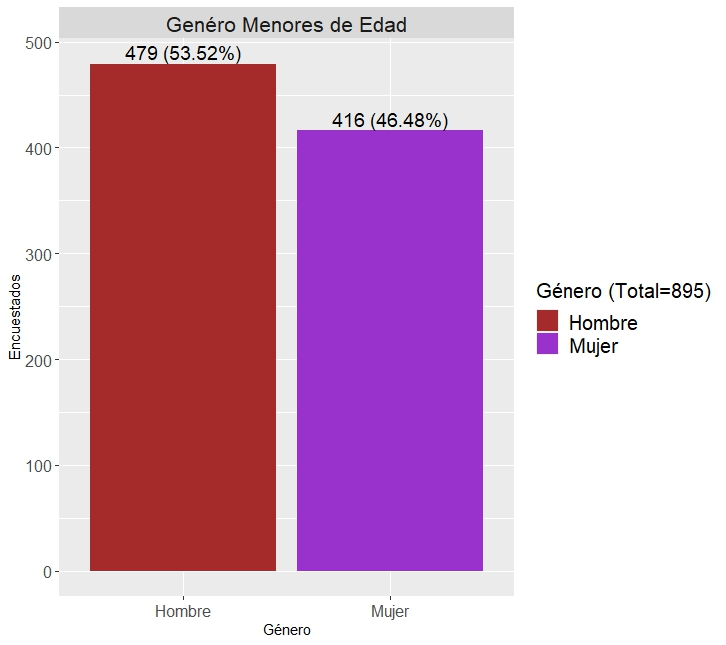 Genéro Menores de Edad
479 (53.52%)
416 (46.48%)
500
400
300
200
100
0
Encuestados
Hombre
Mujer
Género
Género (Total=895)
Hombre
Mujer